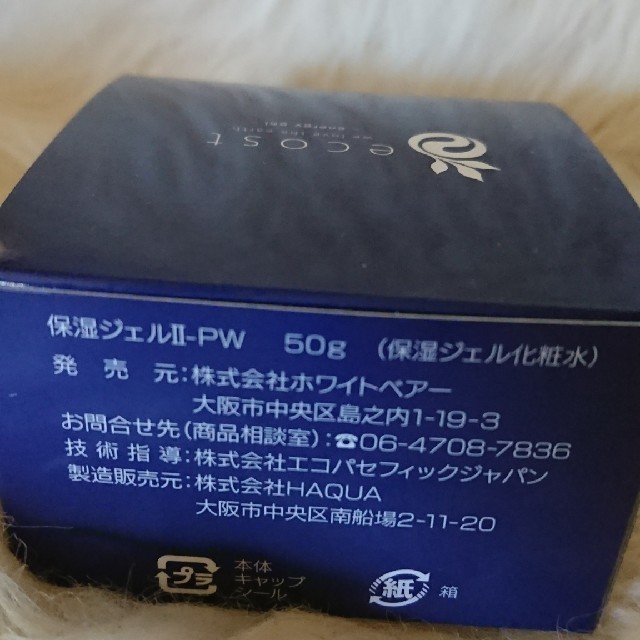 ecost
保湿ジェルII-PW 50g (保湿ジェル化粧水)
発売元:株式会社ホワイトベアー
大阪市中央区島之内1-19-3
お問合せ先(商品相談室):☎06-4708-7836
技術指導:株式会社エコパセフィックジャパン
製造販売元:株式会社HAQUA
大阪市中央区南船場2-11-20
プラ
本体
キャップ
シール
紙
箱